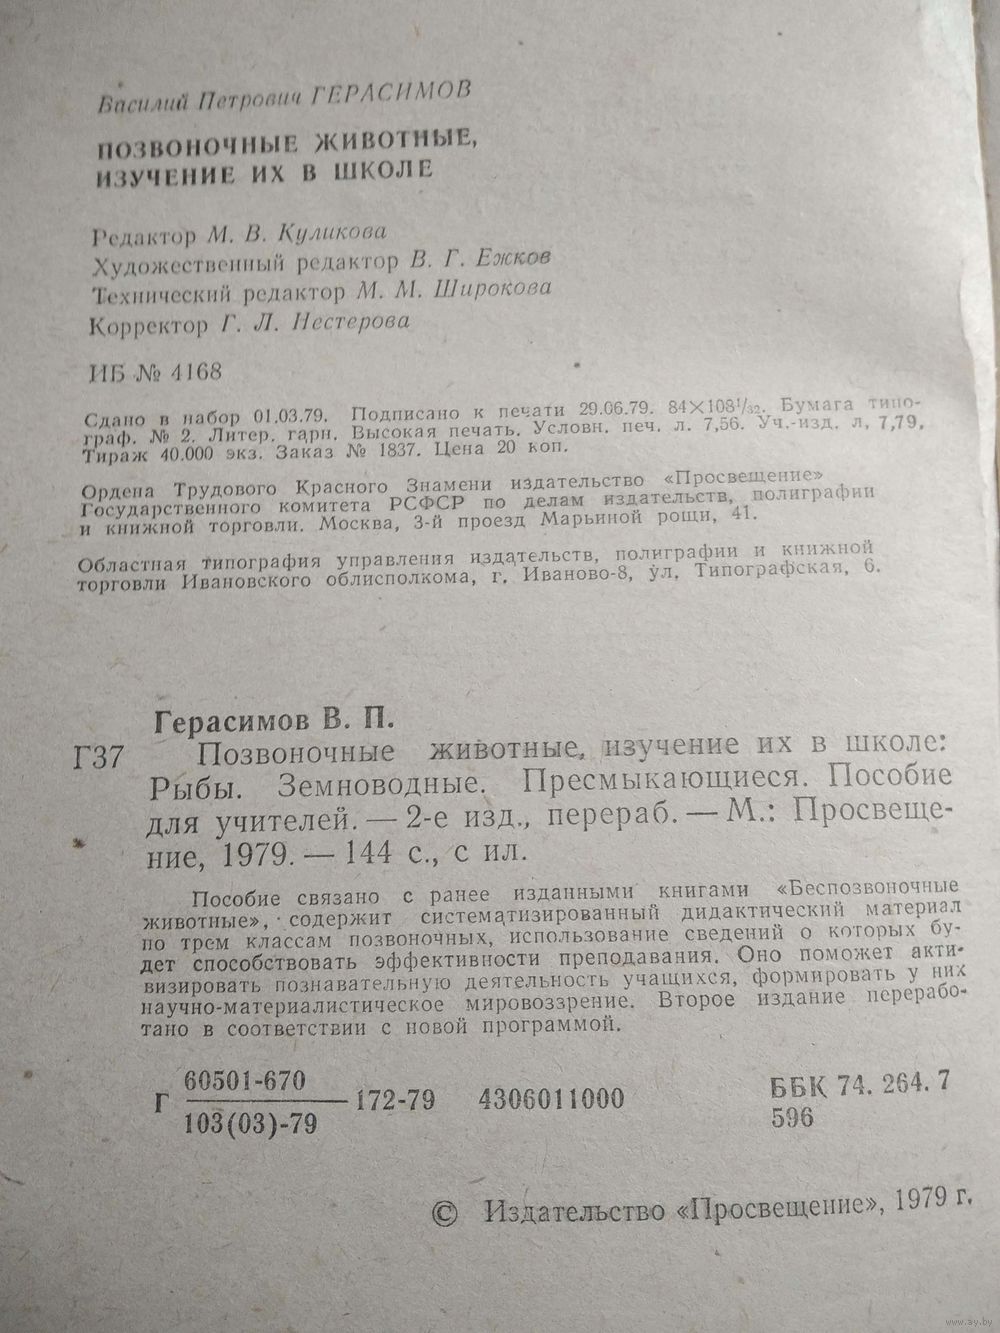 Василий Петрович ГЕРАСИМОВ
ПОЗВОНОЧНЫЕ ЖИВОТНЫЕ,
ИЗУЧЕНИЕ ИХ В ШКОЛЕ
Редактор М. В. Куликова
Художественный редактор В. Г. Ежков
Технический редактор М. М. Широкова
Корректор Г. Л. Нестерова
ИБ № 4168
Сдано в набор 01.03.79. Подписано к печати 29.06.79. 84×108¹/₃₂. Бумага типо-
граф. № 2. Литер. гарн. Высокая печать. Условн. печ. л. 7,56. Уч.-изд. л. 7,79.
Тираж 40.000 экз. Заказ № 1837. Цена 20 коп.
Ордена Трудового Красного Знамени издательство «Просвещение»
Государственного комитета РСФСР по делам издательств, полиграфии
и книжной торговли. Москва, 3-й проезд Марьиной рощи, 41.
Областная типография управления издательств, полиграфии и книжной
торговли Ивановского облисполкома, г. Иваново-8, ул. Типографская, 6.
Герасимов В. П.
Г37 Позвоночные животные, изучение их в школе:
Рыбы. Земноводные. Пресмыкающиеся. Пособие
для учителей. — 2-е изд., перераб. — М.: Просвеще-
ние, 1979. — 144 с., с ил.
Пособие связано с ранее изданными книгами «Беспозвоночные
животные», содержит систематизированный дидактический материал
по трем классам позвоночных, использование сведений о которых бу-
дет способствовать эффективности преподавания. Оно поможет акти-
визировать познавательную деятельность учащихся, формировать у них
научно-материалистическое мировоззрение. Второе издание перерабо-
тано в соответствии с новой программой.
Г 60501-670
103(03)-79 172-79 4306011000 ББК 74. 264. 7
596
© Издательство «Просвещение», 1979 г.
www.ay.by